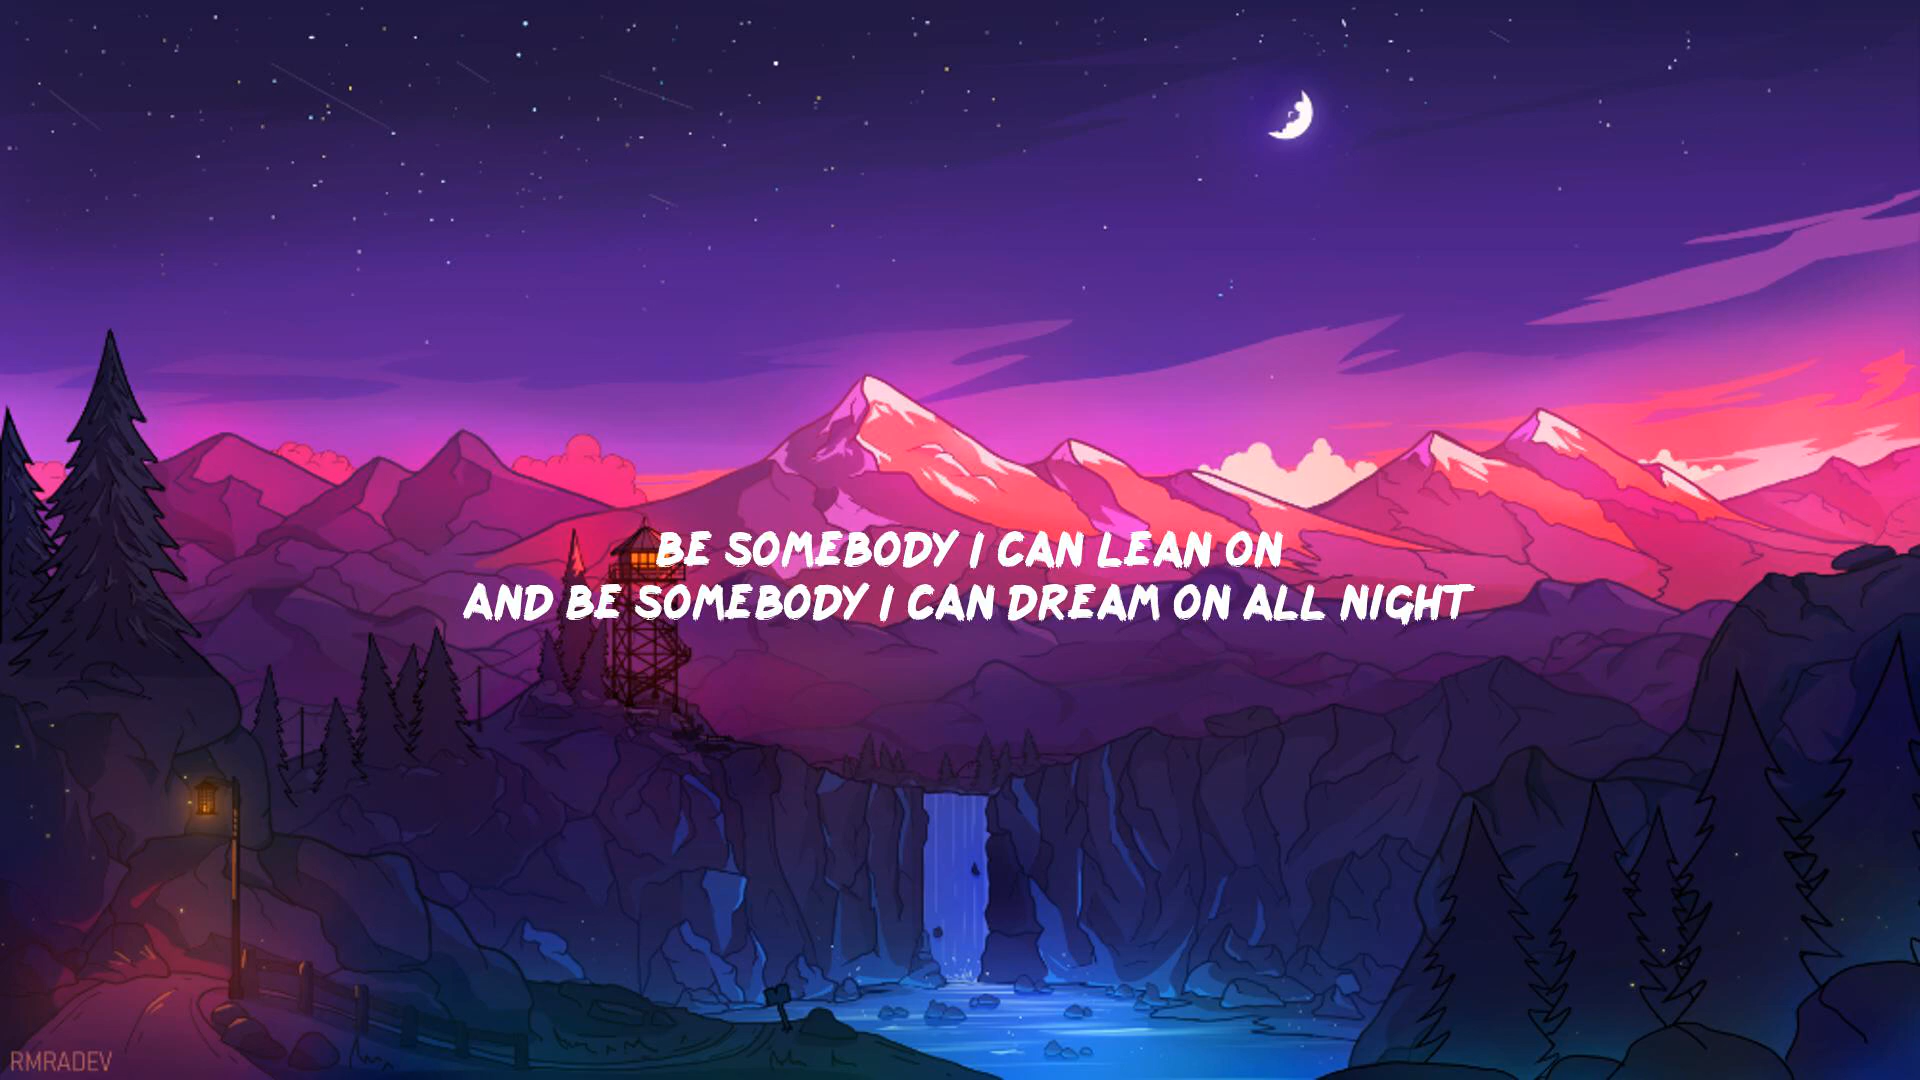 BE SOMEBODY I CAN LEAN ON
AND BE SOMEBODY I CAN DREAM ON ALL NIGHT
RMRADEV